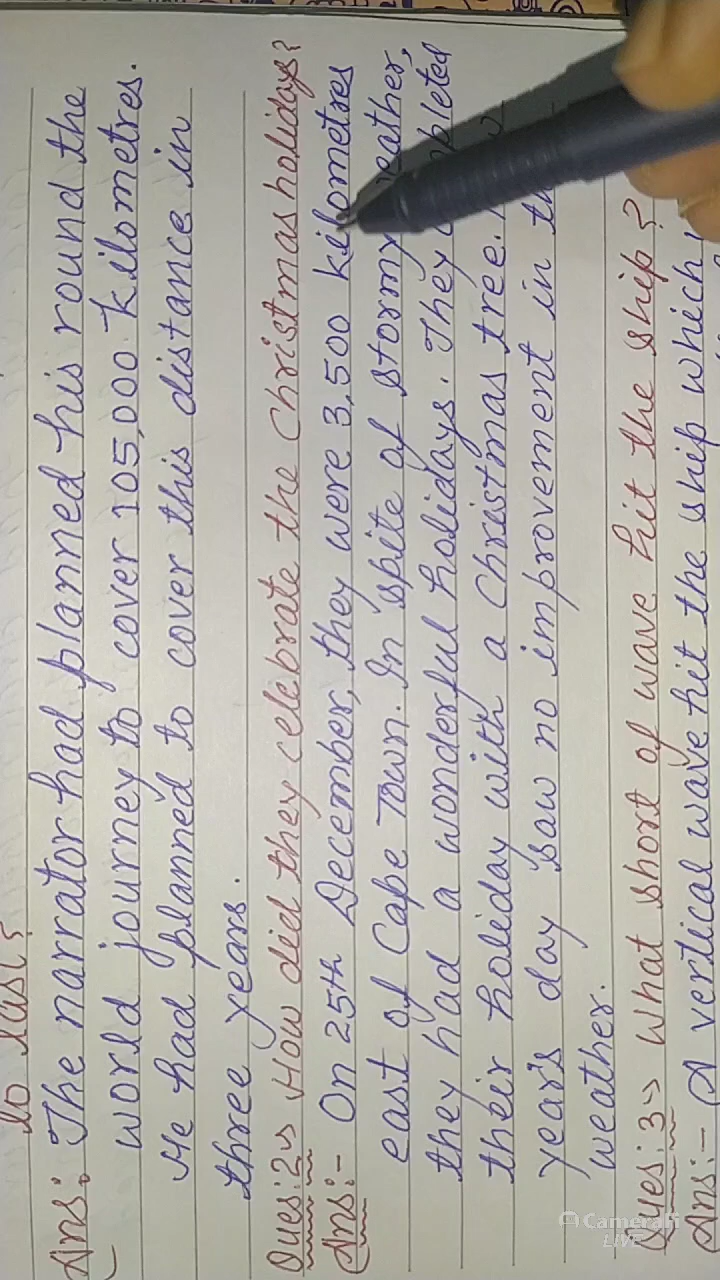 to last?
Ans:- The narrator had planned his round the
world journey to cover 105,000 kilometres.
He had planned to cover this distance in
three years.
Ques:2 How did they celebrate the Christmas holidays?
Ans:- On 25th December, they were 3,500 kilometres
east of Cape Town. In spite of stormy weather,
they had a wonderful holidays. They
their holiday with a Christmas tree.
year's day saw no improvement in
weather.
Ques:3 What short of wave hit the ship?
Ans:- A vertical wave hit the ship which
CameraFi
LIVE